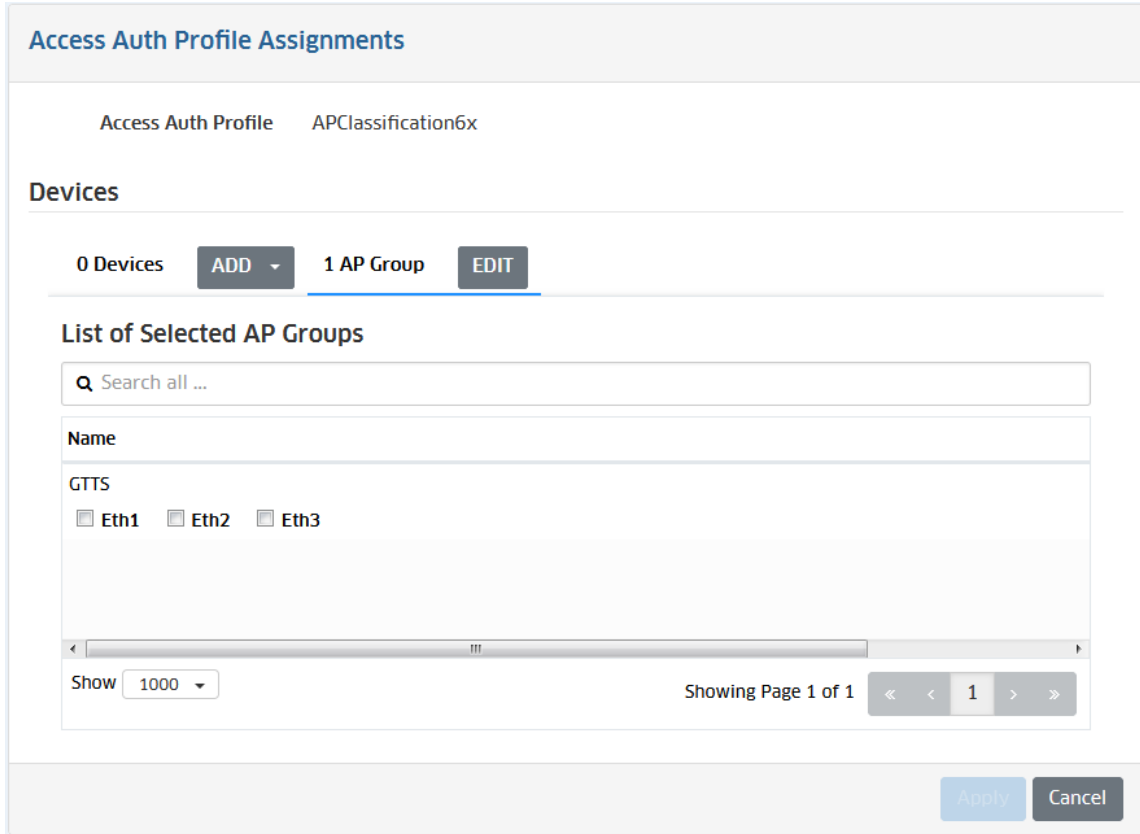 Access Auth Profile Assignments
Access Auth Profile APClassification6x
Devices
0 Devices ADD 1 AP Group EDIT
List of Selected AP Groups
Search all ...
Name
GTTS
Eth1 Eth2 Eth3
Show 1000 Showing Page 1 of 1 « < 1 > »
Apply Cancel